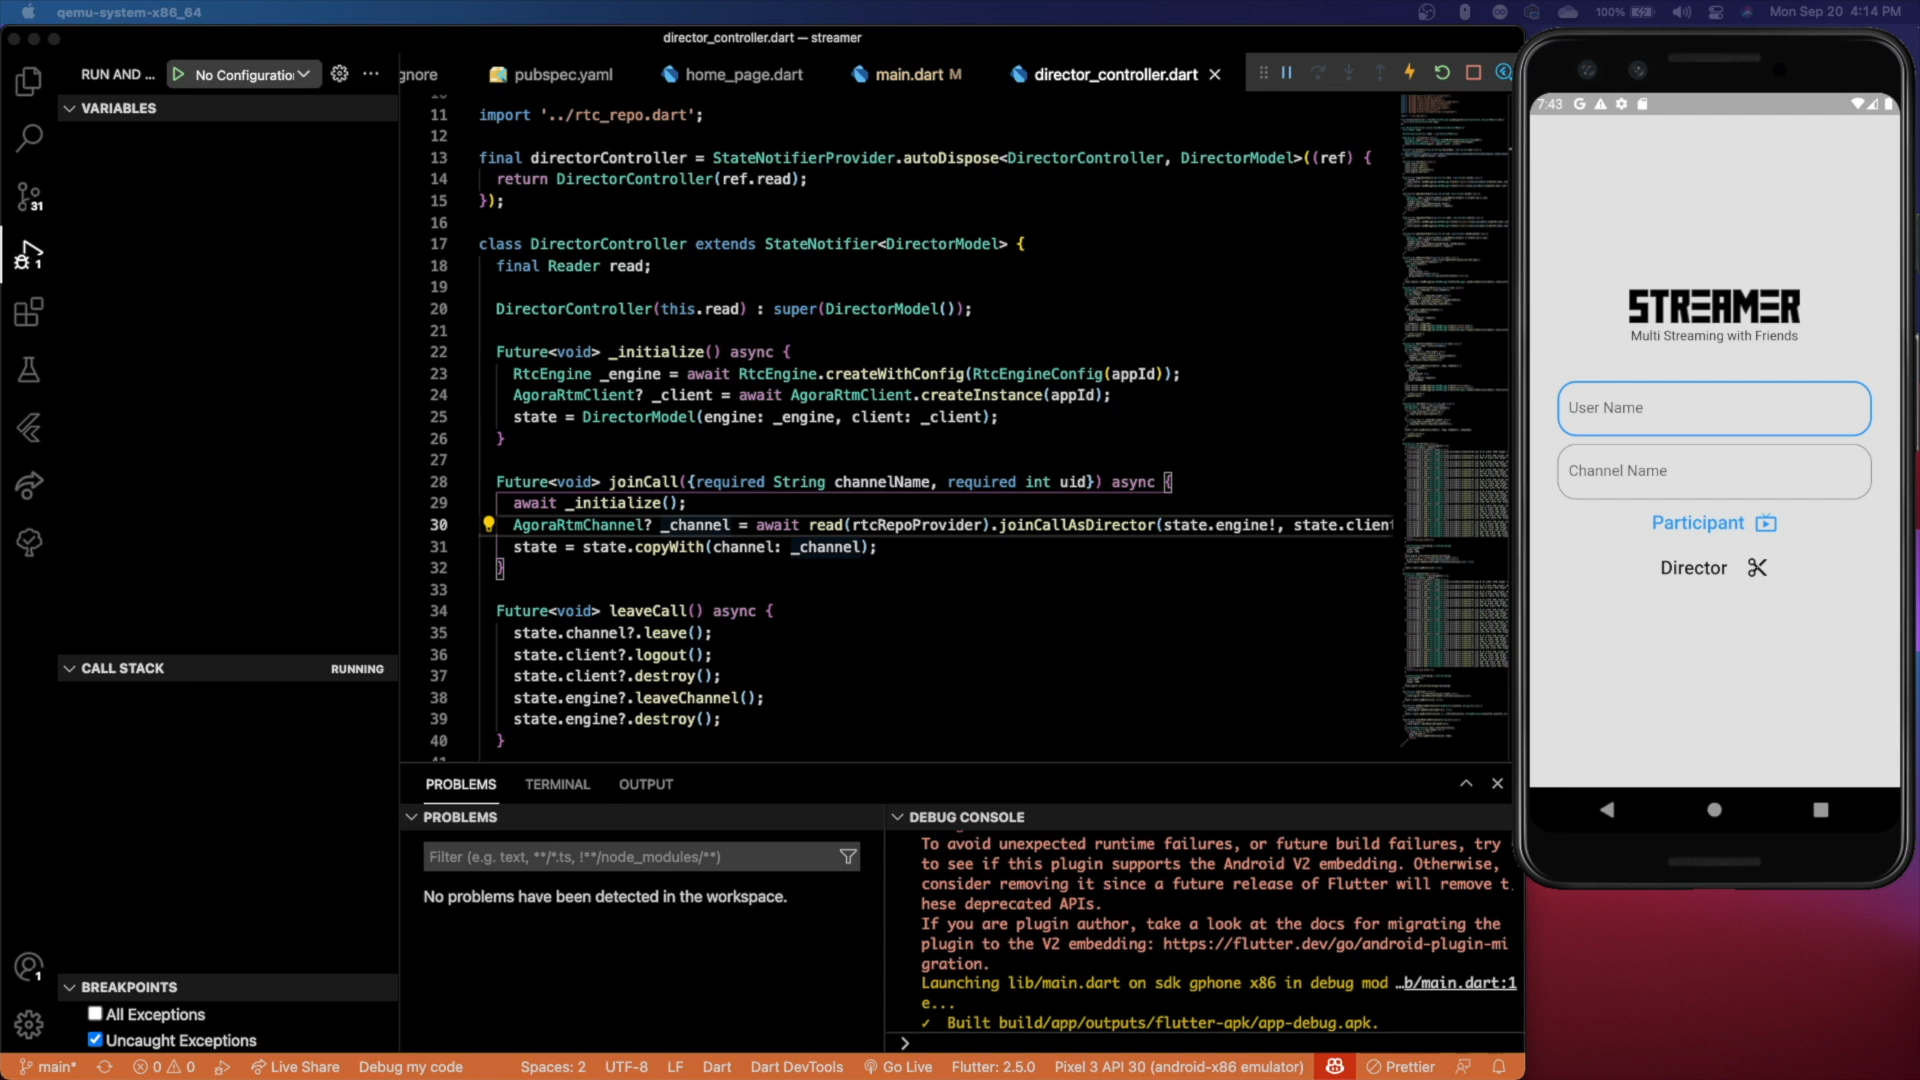 qemu-system-x86_64
100%
Mon Sep 20 4:14 PM
director_controller.dart — streamer
RUN AND ...
No Configuration
gnore
pubspec.yaml
home_page.dart
main.dart M
director_controller.dart
VARIABLES
11 import '../rtc_repo.dart';
12
13 final directorController = StateNotifierProvider.autoDispose<DirectorController, DirectorModel>((ref) {
14 return DirectorController(ref.read);
15 });
16
17 class DirectorController extends StateNotifier<DirectorModel> {
18 final Reader read;
19
20 DirectorController(this.read) : super(DirectorModel());
21
22 Future<void> _initialize() async {
23 RtcEngine _engine = await RtcEngine.createWithConfig(RtcEngineConfig(appId));
24 AgoraRtmClient? _client = await AgoraRtmClient.createInstance(appId);
25 state = DirectorModel(engine: _engine, client: _client);
26 }
27
28 Future<void> joinCall({required String channelName, required int uid}) async {
29 await _initialize();
30 AgoraRtmChannel? _channel = await read(rtcRepoProvider).joinCallAsDirector(state.engine!, state.client
31 state = state.copyWith(channel: _channel);
32 }
33
34 Future<void> leaveCall() async {
35 state.channel?.leave();
36 state.client?.logout();
37 state.client?.destroy();
38 state.engine?.leaveChannel();
39 state.engine?.destroy();
40 }
31
1
CALL STACK
RUNNING
BREAKPOINTS
All Exceptions
Uncaught Exceptions
1
PROBLEMS
TERMINAL
OUTPUT
PROBLEMS
Filter (e.g. text, **/*.ts, !**/node_modules/**)
No problems have been detected in the workspace.
DEBUG CONSOLE
To avoid unexpected runtime failures, or future build failures, try
to see if this plugin supports the Android V2 embedding. Otherwise,
consider removing it since a future release of Flutter will remove t
hese deprecated APIs.
If you are plugin author, take a look at the docs for migrating the
plugin to the V2 embedding: https://flutter.dev/go/android-plugin-mi
gration.
Launching lib/main.dart on sdk gphone x86 in debug mod …b/main.dart:1
e...
✓ Built build/app/outputs/flutter-apk/app-debug.apk.
main*
0
0
Live Share
Debug my code
Spaces: 2
UTF-8
LF
Dart
Dart DevTools
Go Live
Flutter: 2.5.0
Pixel 3 API 30 (android-x86 emulator)
Prettier
7:43
STREAMER
Multi Streaming with Friends
User Name
Channel Name
Participant
Director